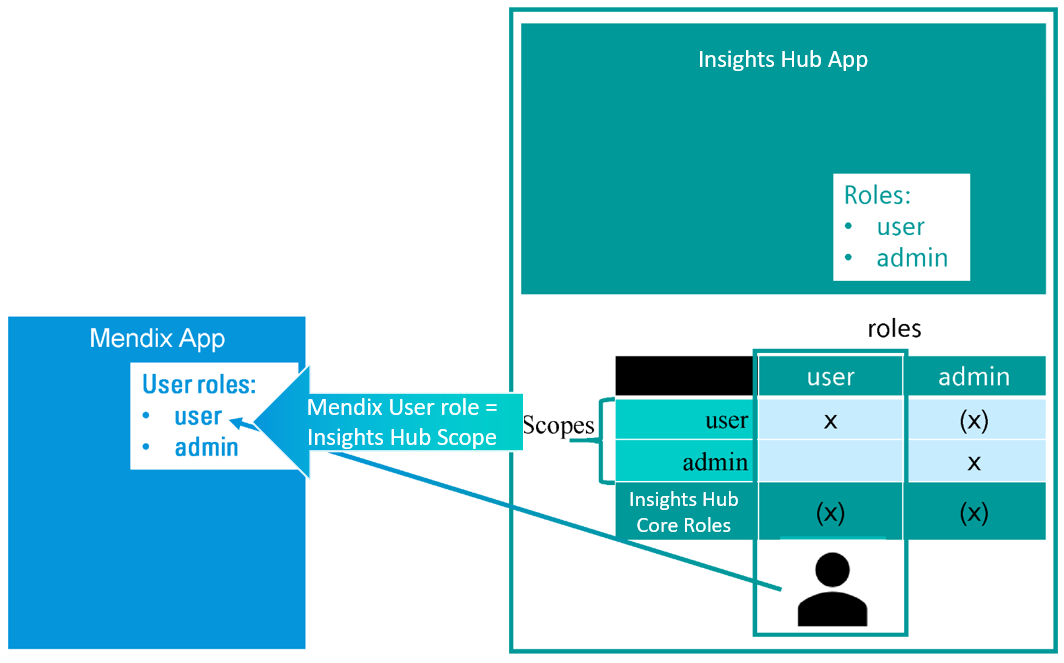 Insights Hub App
Roles:
• user
• admin
Mendix App
User roles:
• user
• admin
Mendix User role =
Insights Hub Scope
roles
user admin
Scopes
user x (x)
admin x
Insights Hub
Core Roles
(x) (x)